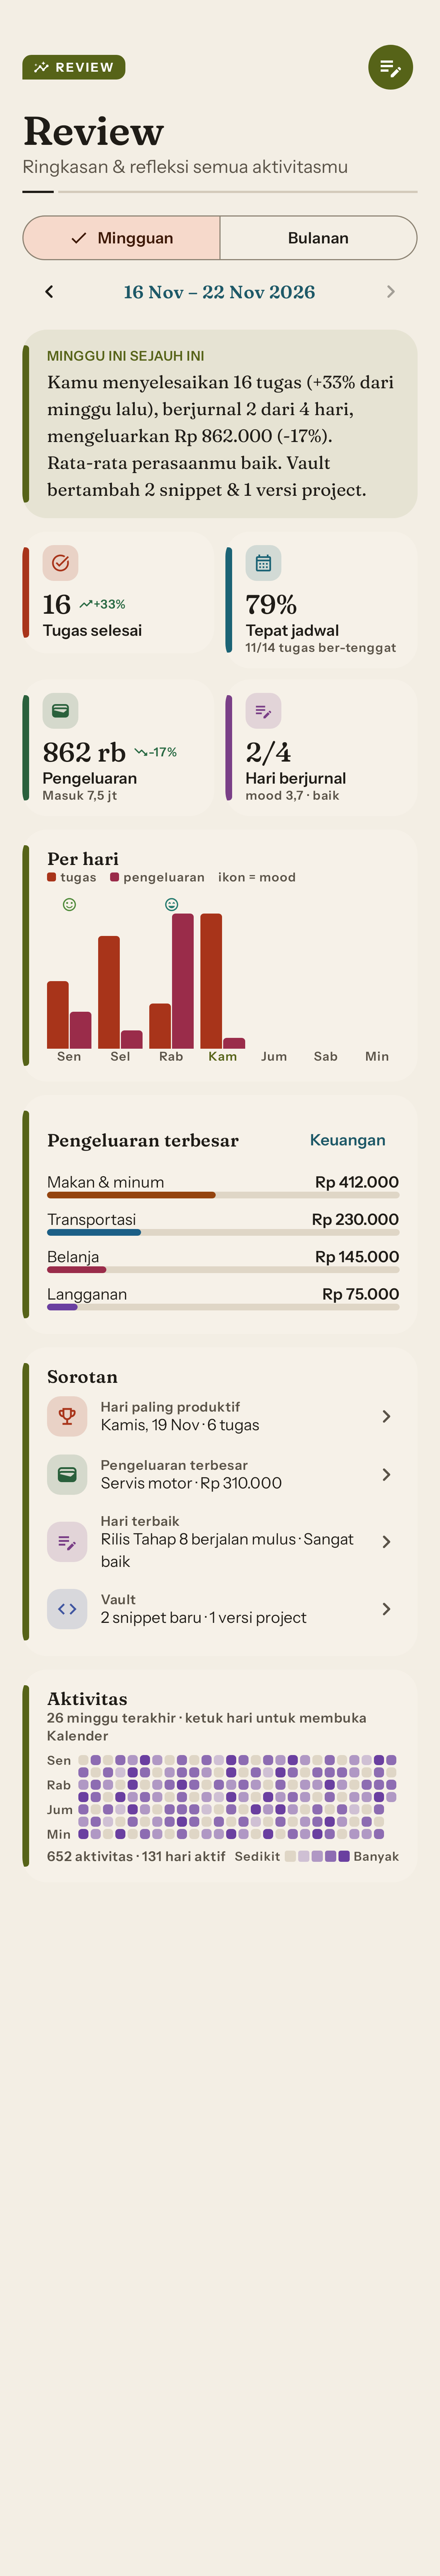 REVIEW
Review
Ringkasan & refleksi semua aktivitasmu
Mingguan
Bulanan
16 Nov – 22 Nov 2026
MINGGU INI SEJAUH INI
Kamu menyelesaikan 16 tugas (+33% dari
minggu lalu), berjurnal 2 dari 4 hari,
mengeluarkan Rp 862.000 (-17%).
Rata-rata perasaanmu baik. Vault
bertambah 2 snippet & 1 versi project.
16 +33%
Tugas selesai
79%
Tepat jadwal
11/14 tugas ber-tenggat
862 rb -17%
Pengeluaran
Masuk 7,5 jt
2/4
Hari berjurnal
mood 3,7 · baik
Per hari
tugas pengeluaran ikon = mood
Sen Sel Rab Kam Jum Sab Min
Pengeluaran terbesar Keuangan
Makan & minum Rp 412.000
Transportasi Rp 230.000
Belanja Rp 145.000
Langganan Rp 75.000
Sorotan
Hari paling produktif
Kamis, 19 Nov · 6 tugas
Pengeluaran terbesar
Servis motor · Rp 310.000
Hari terbaik
Rilis Tahap 8 berjalan mulus · Sangat
baik
Vault
2 snippet baru · 1 versi project
Aktivitas
26 minggu terakhir · ketuk hari untuk membuka
Kalender
Sen
Rab
Jum
Min
652 aktivitas · 131 hari aktif Sedikit Banyak